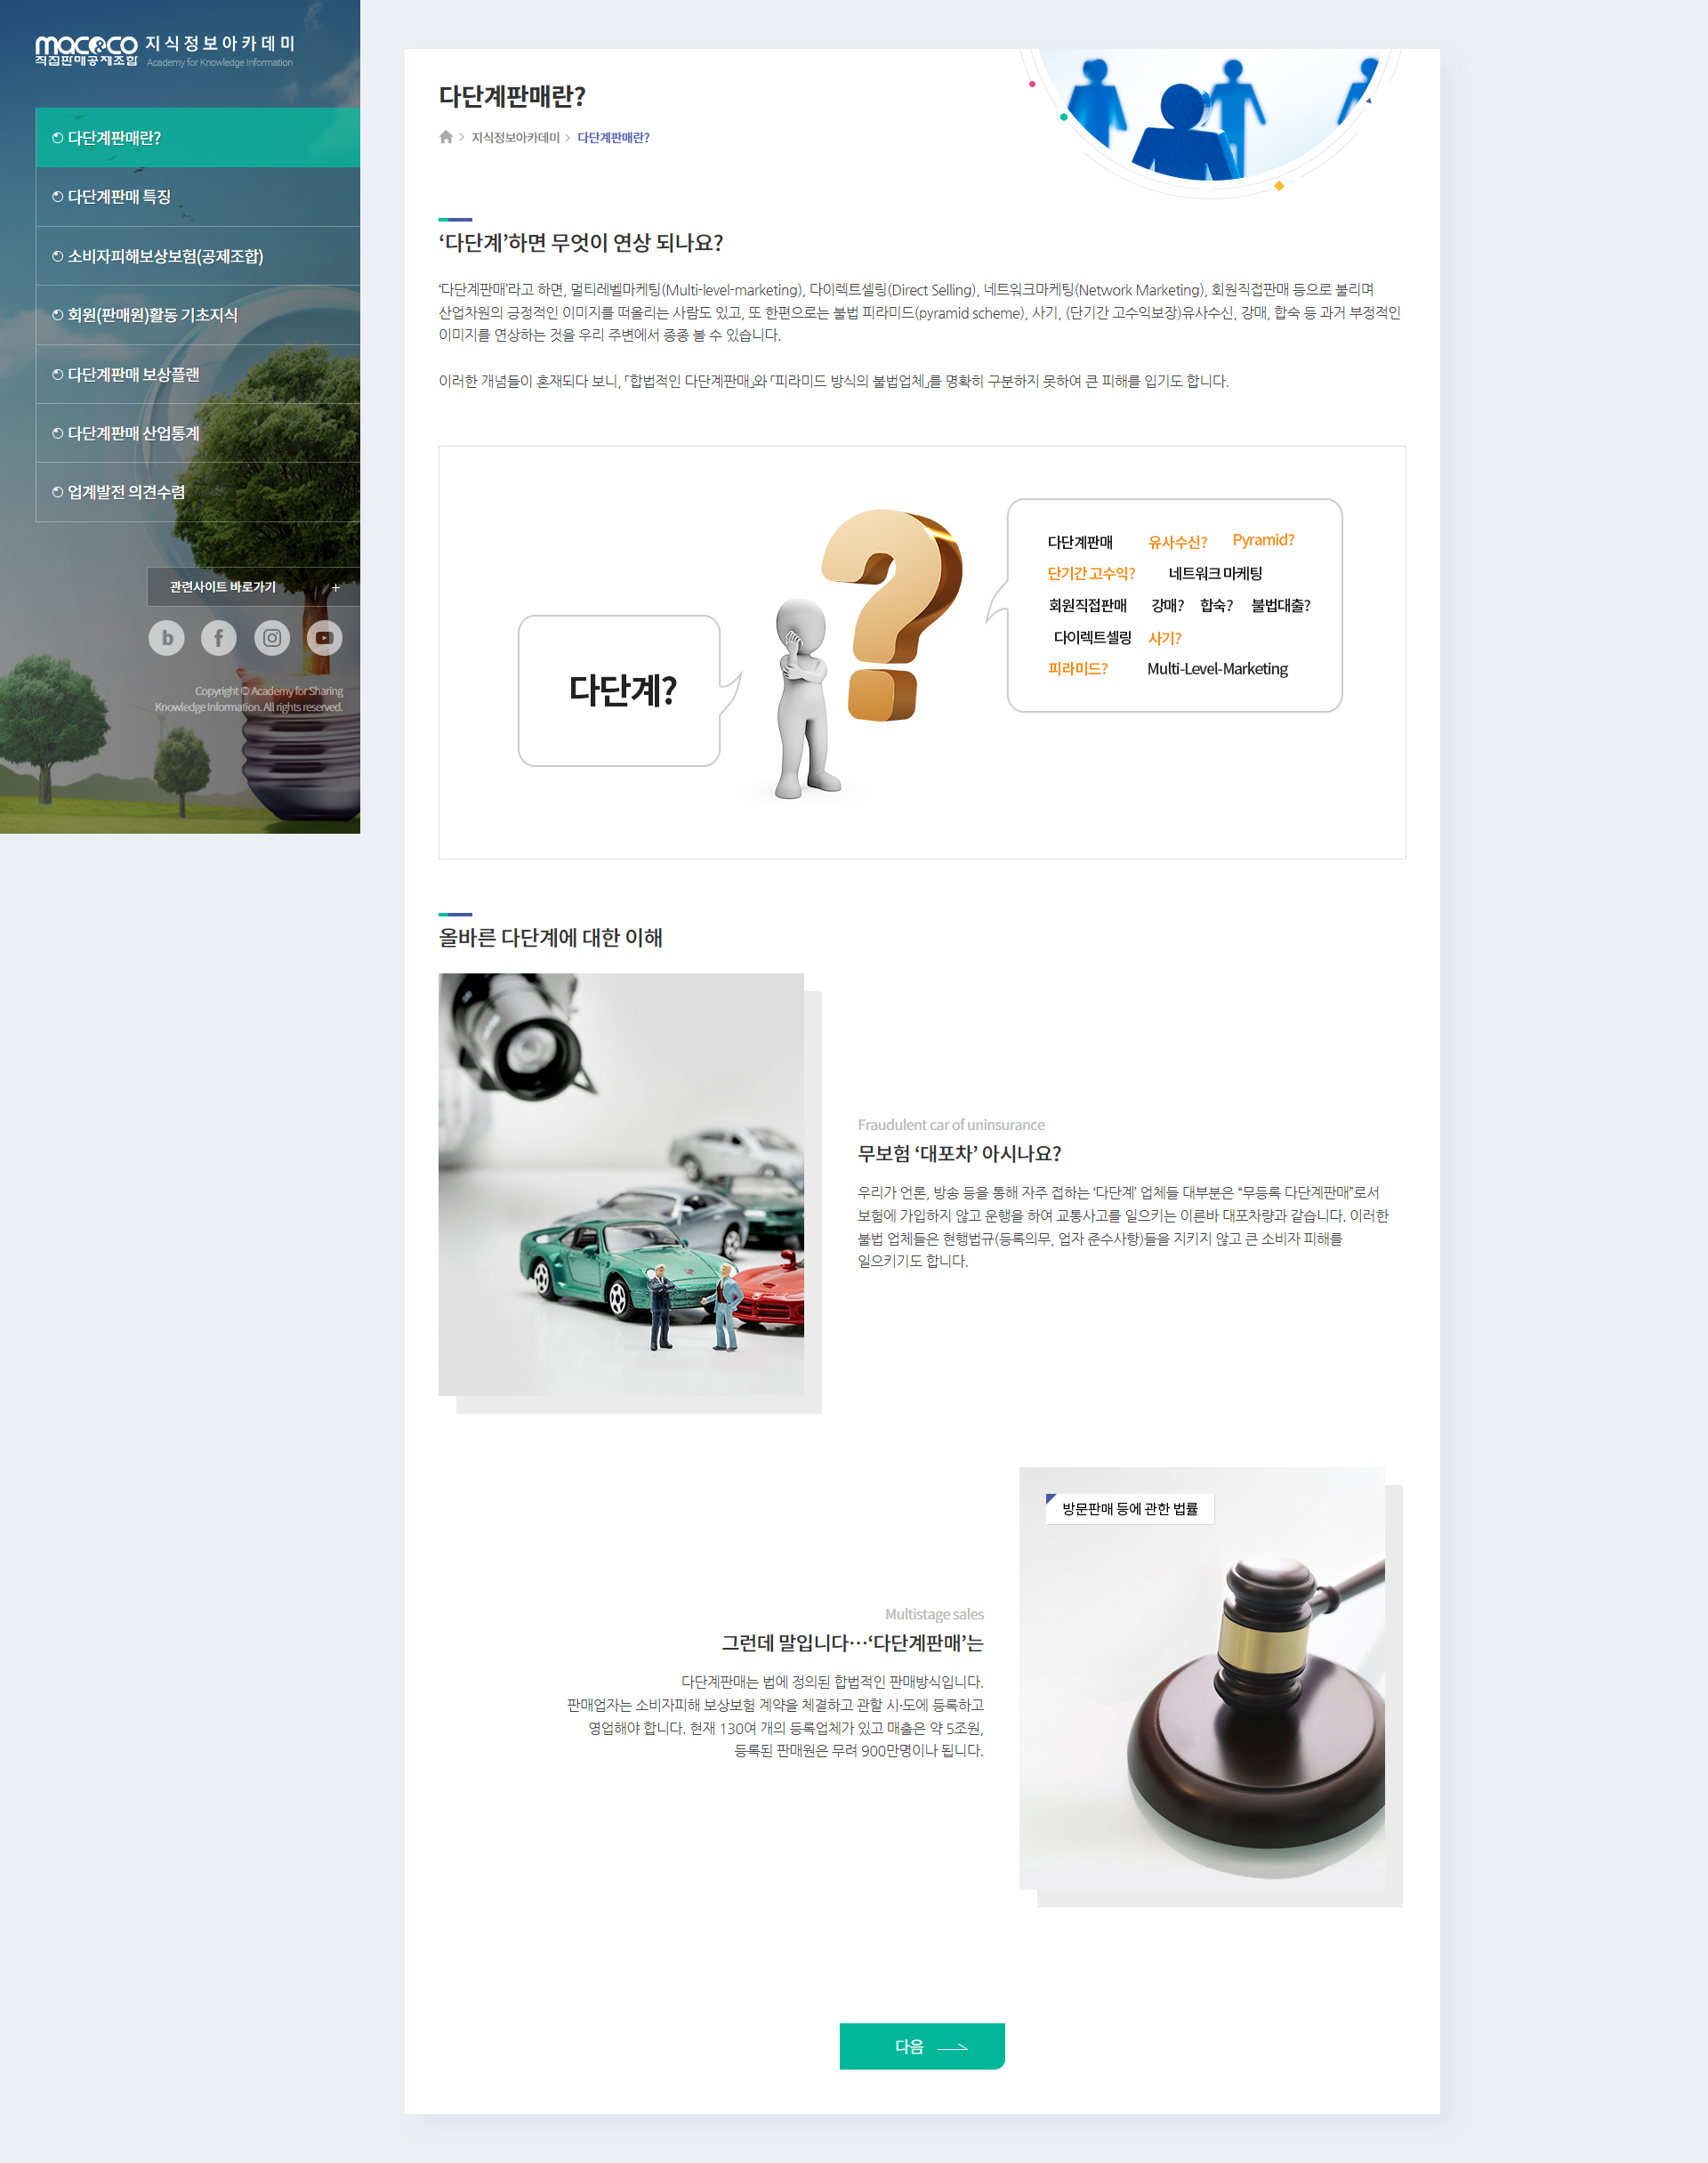 maco&co 지식정보아카데미
직접판매공제조합 Academy for Knowledge Information
다단계판매란?
다단계판매 특징
소비자피해보상보험(공제조합)
회원(판매원)활동 기초지식
다단계판매 보상플랜
다단계판매 산업통계
업계발전 의견수렴
관련사이트 바로가기 +
Copyright © Academy for Sharing
Knowledge Information. All rights reserved.
다단계판매란?
> 지식정보아카데미 > 다단계판매란?
‘다단계’하면 무엇이 연상 되나요?
‘다단계판매’라고 하면, 멀티레벨마케팅(Multi-level-marketing), 다이렉트셀링(Direct Selling), 네트워크마케팅(Network Marketing), 회원직접판매 등으로 불리며
산업차원의 긍정적인 이미지를 떠올리는 사람도 있고, 또 한편으로는 불법 피라미드(pyramid scheme), 사기, (단기간 고수익보장)유사수신, 강매, 합숙 등 과거 부정적인
이미지를 연상하는 것을 우리 주변에서 종종 볼 수 있습니다.
이러한 개념들이 혼재되다 보니, 「합법적인 다단계판매」와 「피라미드 방식의 불법업체」를 명확히 구분하지 못하여 큰 피해를 입기도 합니다.
다단계?
다단계판매 유사수신? Pyramid?
단기간 고수익? 네트워크 마케팅
회원직접판매 강매? 합숙? 불법대출?
다이렉트셀링 사기?
피라미드? Multi-Level-Marketing
올바른 다단계에 대한 이해
Fraudulent car of uninsurance
무보험 ‘대포차’ 아시나요?
우리가 언론, 방송 등을 통해 자주 접하는 ‘다단계’ 업체들 대부분은 “무등록 다단계판매”로서
보험에 가입하지 않고 운행을 하여 교통사고를 일으키는 이른바 대포차량과 같습니다. 이러한
불법 업체들은 현행법규(등록의무, 업자 준수사항)들을 지키지 않고 큰 소비자 피해를
일으키기도 합니다.
방문판매 등에 관한 법률
Multistage sales
그런데 말입니다…‘다단계판매’는
다단계판매는 법에 정의된 합법적인 판매방식입니다.
판매업자는 소비자피해 보상보험 계약을 체결하고 관할 시·도에 등록하고
영업해야 합니다. 현재 130여 개의 등록업체가 있고 매출은 약 5조원,
등록된 판매원은 무려 900만명이나 됩니다.
다음